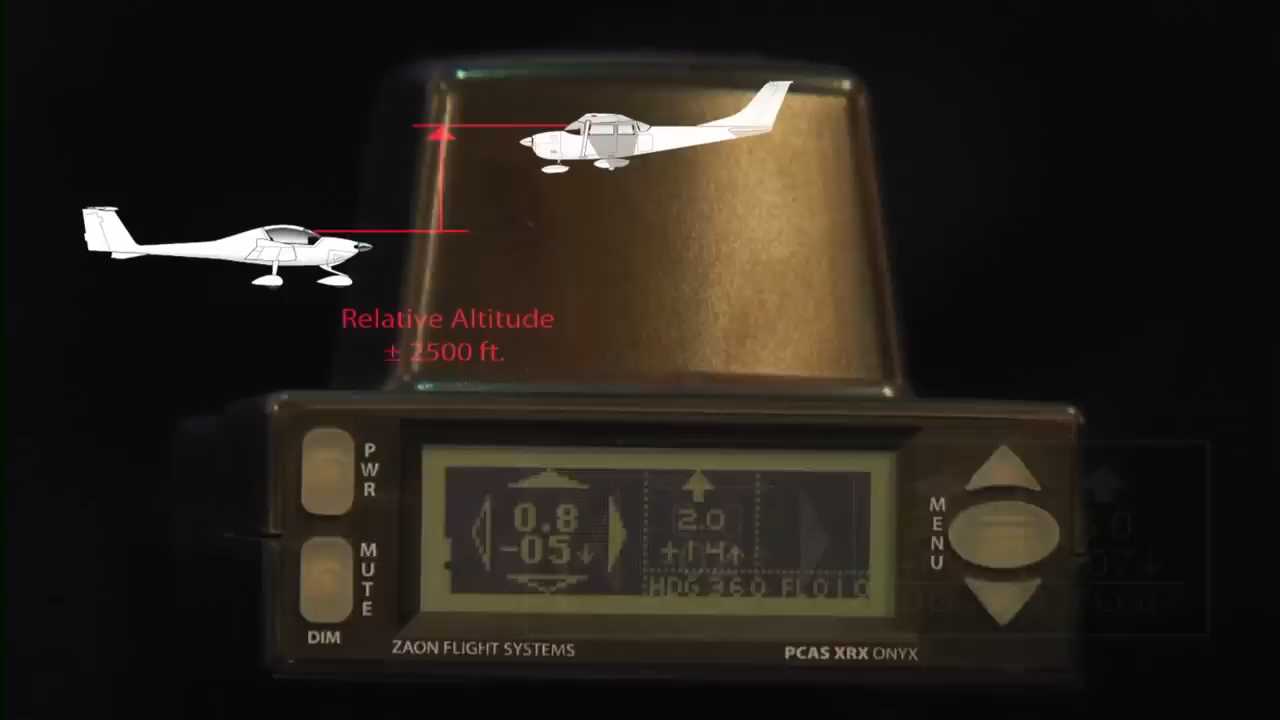 Relative Altitude
± 2500 ft.
PWR
MUTE
DIM
0.8
-05↓
2.0
+14↑
HDG 360 FL010
MENU
ZAON FLIGHT SYSTEMS
PCAS XRX ONYX